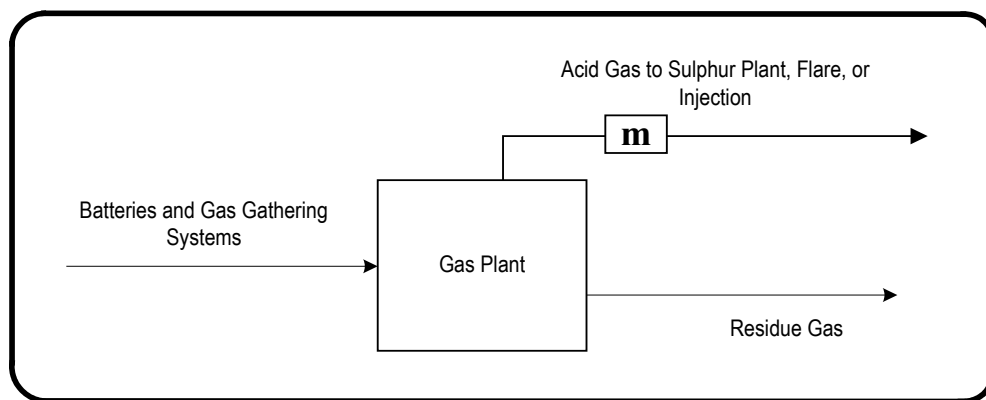 Acid Gas to Sulphur Plant, Flare, or
Injection
m
Batteries and Gas Gathering
Systems
Gas Plant
Residue Gas